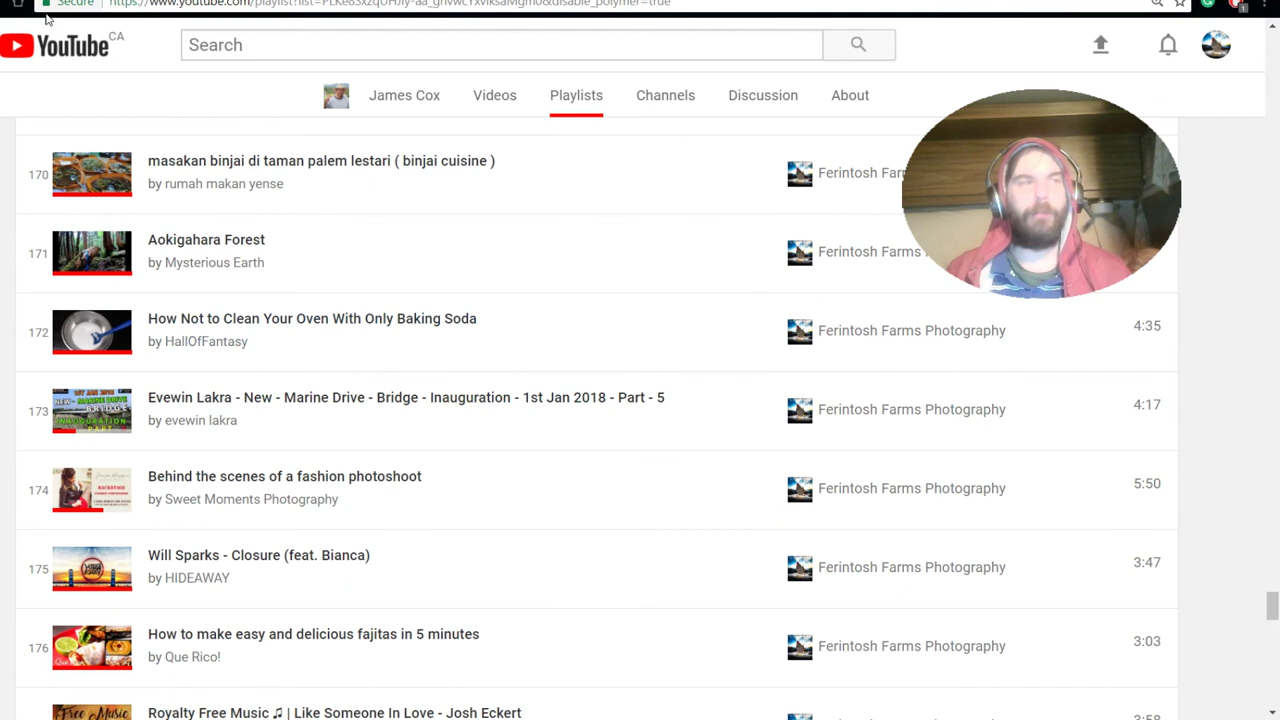 Secure
YouTube CA
Search
James Cox Videos Playlists Channels Discussion About
170 masakan binjai di taman palem lestari ( binjai cuisine )
by rumah makan yense
Ferintosh
171 Aokigahara Forest
by Mysterious Earth
Ferintosh Farms
172 How Not to Clean Your Oven With Only Baking Soda
by HallOfFantasy
Ferintosh Farms Photography 4:35
173 Evewin Lakra - New - Marine Drive - Bridge - Inauguration - 1st Jan 2018 - Part - 5
by evewin lakra
Ferintosh Farms Photography 4:17
174 Behind the scenes of a fashion photoshoot
by Sweet Moments Photography
Ferintosh Farms Photography 5:50
175 Will Sparks - Closure (feat. Bianca)
by HIDEAWAY
Ferintosh Farms Photography 3:47
176 How to make easy and delicious fajitas in 5 minutes
by Que Rico!
Ferintosh Farms Photography 3:03
Royalty Free Music ♫ | Like Someone In Love - Josh Eckert